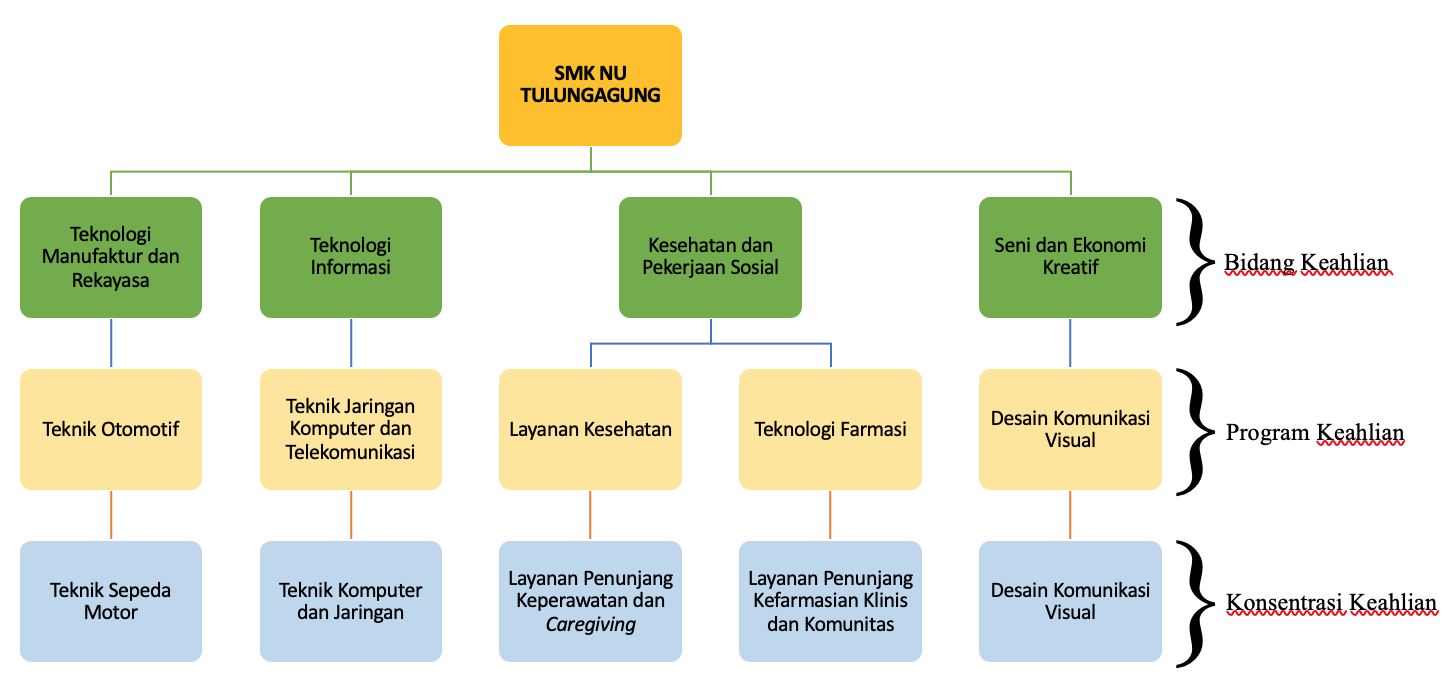 SMK NU
TULUNGAGUNG
Teknologi
Manufaktur dan
Rekayasa
Teknologi
Informasi
Kesehatan dan
Pekerjaan Sosial
Seni dan Ekonomi
Kreatif
Bidang Keahlian
Teknik Otomotif
Teknik Jaringan
Komputer dan
Telekomunikasi
Layanan Kesehatan
Teknologi Farmasi
Desain Komunikasi
Visual
Program Keahlian
Teknik Sepeda
Motor
Teknik Komputer
dan Jaringan
Layanan Penunjang
Keperawatan dan
Caregiving
Layanan Penunjang
Kefarmasian Klinis
dan Komunitas
Desain Komunikasi
Visual
Konsentrasi Keahlian